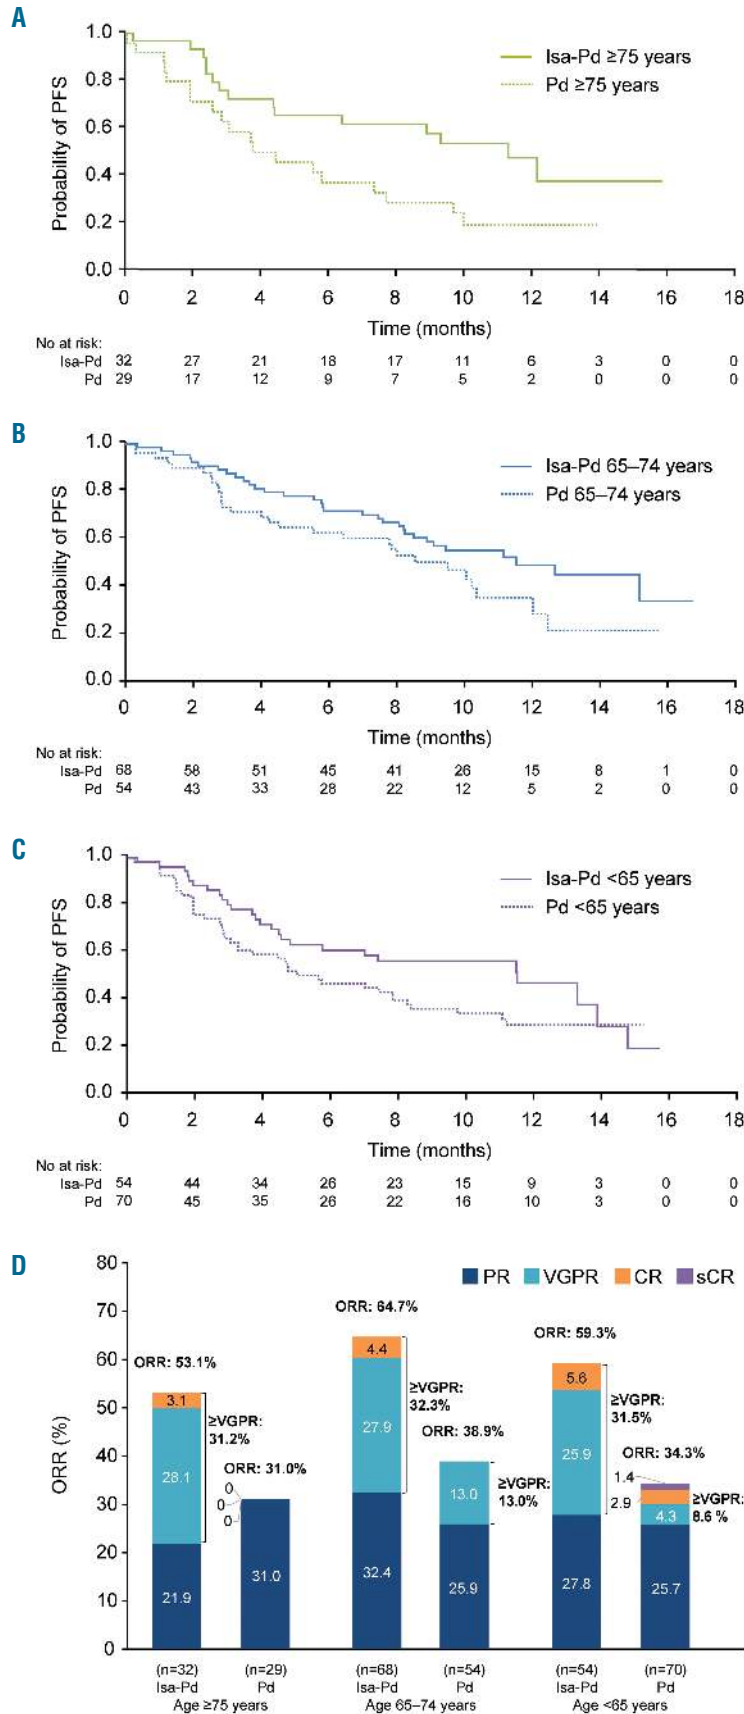 A
1.0
0.8
0.6
0.4
0.2
0.0
Probability of PFS
Isa-Pd ≥75 years
Pd ≥75 years
0 2 4 6 8 10 12 14 16 18
Time (months)
No at risk:
Isa-Pd 32 27 21 18 17 11 6 3 0 0
Pd 29 17 12 9 7 5 2 0 0 0
B
1.0
0.8
0.6
0.4
0.2
0.0
Probability of PFS
Isa-Pd 65–74 years
Pd 65–74 years
0 2 4 6 8 10 12 14 16 18
Time (months)
No at risk:
Isa-Pd 68 58 51 45 41 26 15 8 1 0
Pd 54 43 33 28 22 12 5 2 0 0
C
1.0
0.8
0.6
0.4
0.2
0.0
Probability of PFS
Isa-Pd <65 years
Pd <65 years
0 2 4 6 8 10 12 14 16 18
Time (months)
No at risk:
Isa-Pd 54 44 34 26 23 15 9 3 0 0
Pd 70 45 35 26 22 16 10 3 0 0
D
80
70
60
50
40
30
20
10
0
ORR (%)
PR VGPR CR sCR
ORR: 53.1%
3.1
28.1
21.9
≥VGPR:
31.2%
ORR: 31.0%
0
0
0
31.0
ORR: 64.7%
4.4
27.9
32.4
≥VGPR:
32.3%
ORR: 38.9%
13.0
25.9
≥VGPR:
13.0%
ORR: 59.3%
5.6
25.9
27.8
≥VGPR:
31.5%
ORR: 34.3%
1.4
2.9
4.3
25.7
≥VGPR:
8.6 %
(n=32) (n=29) (n=68) (n=54) (n=54) (n=70)
Isa-Pd Pd Isa-Pd Pd Isa-Pd Pd
Age ≥75 years Age 65–74 years Age <65 years